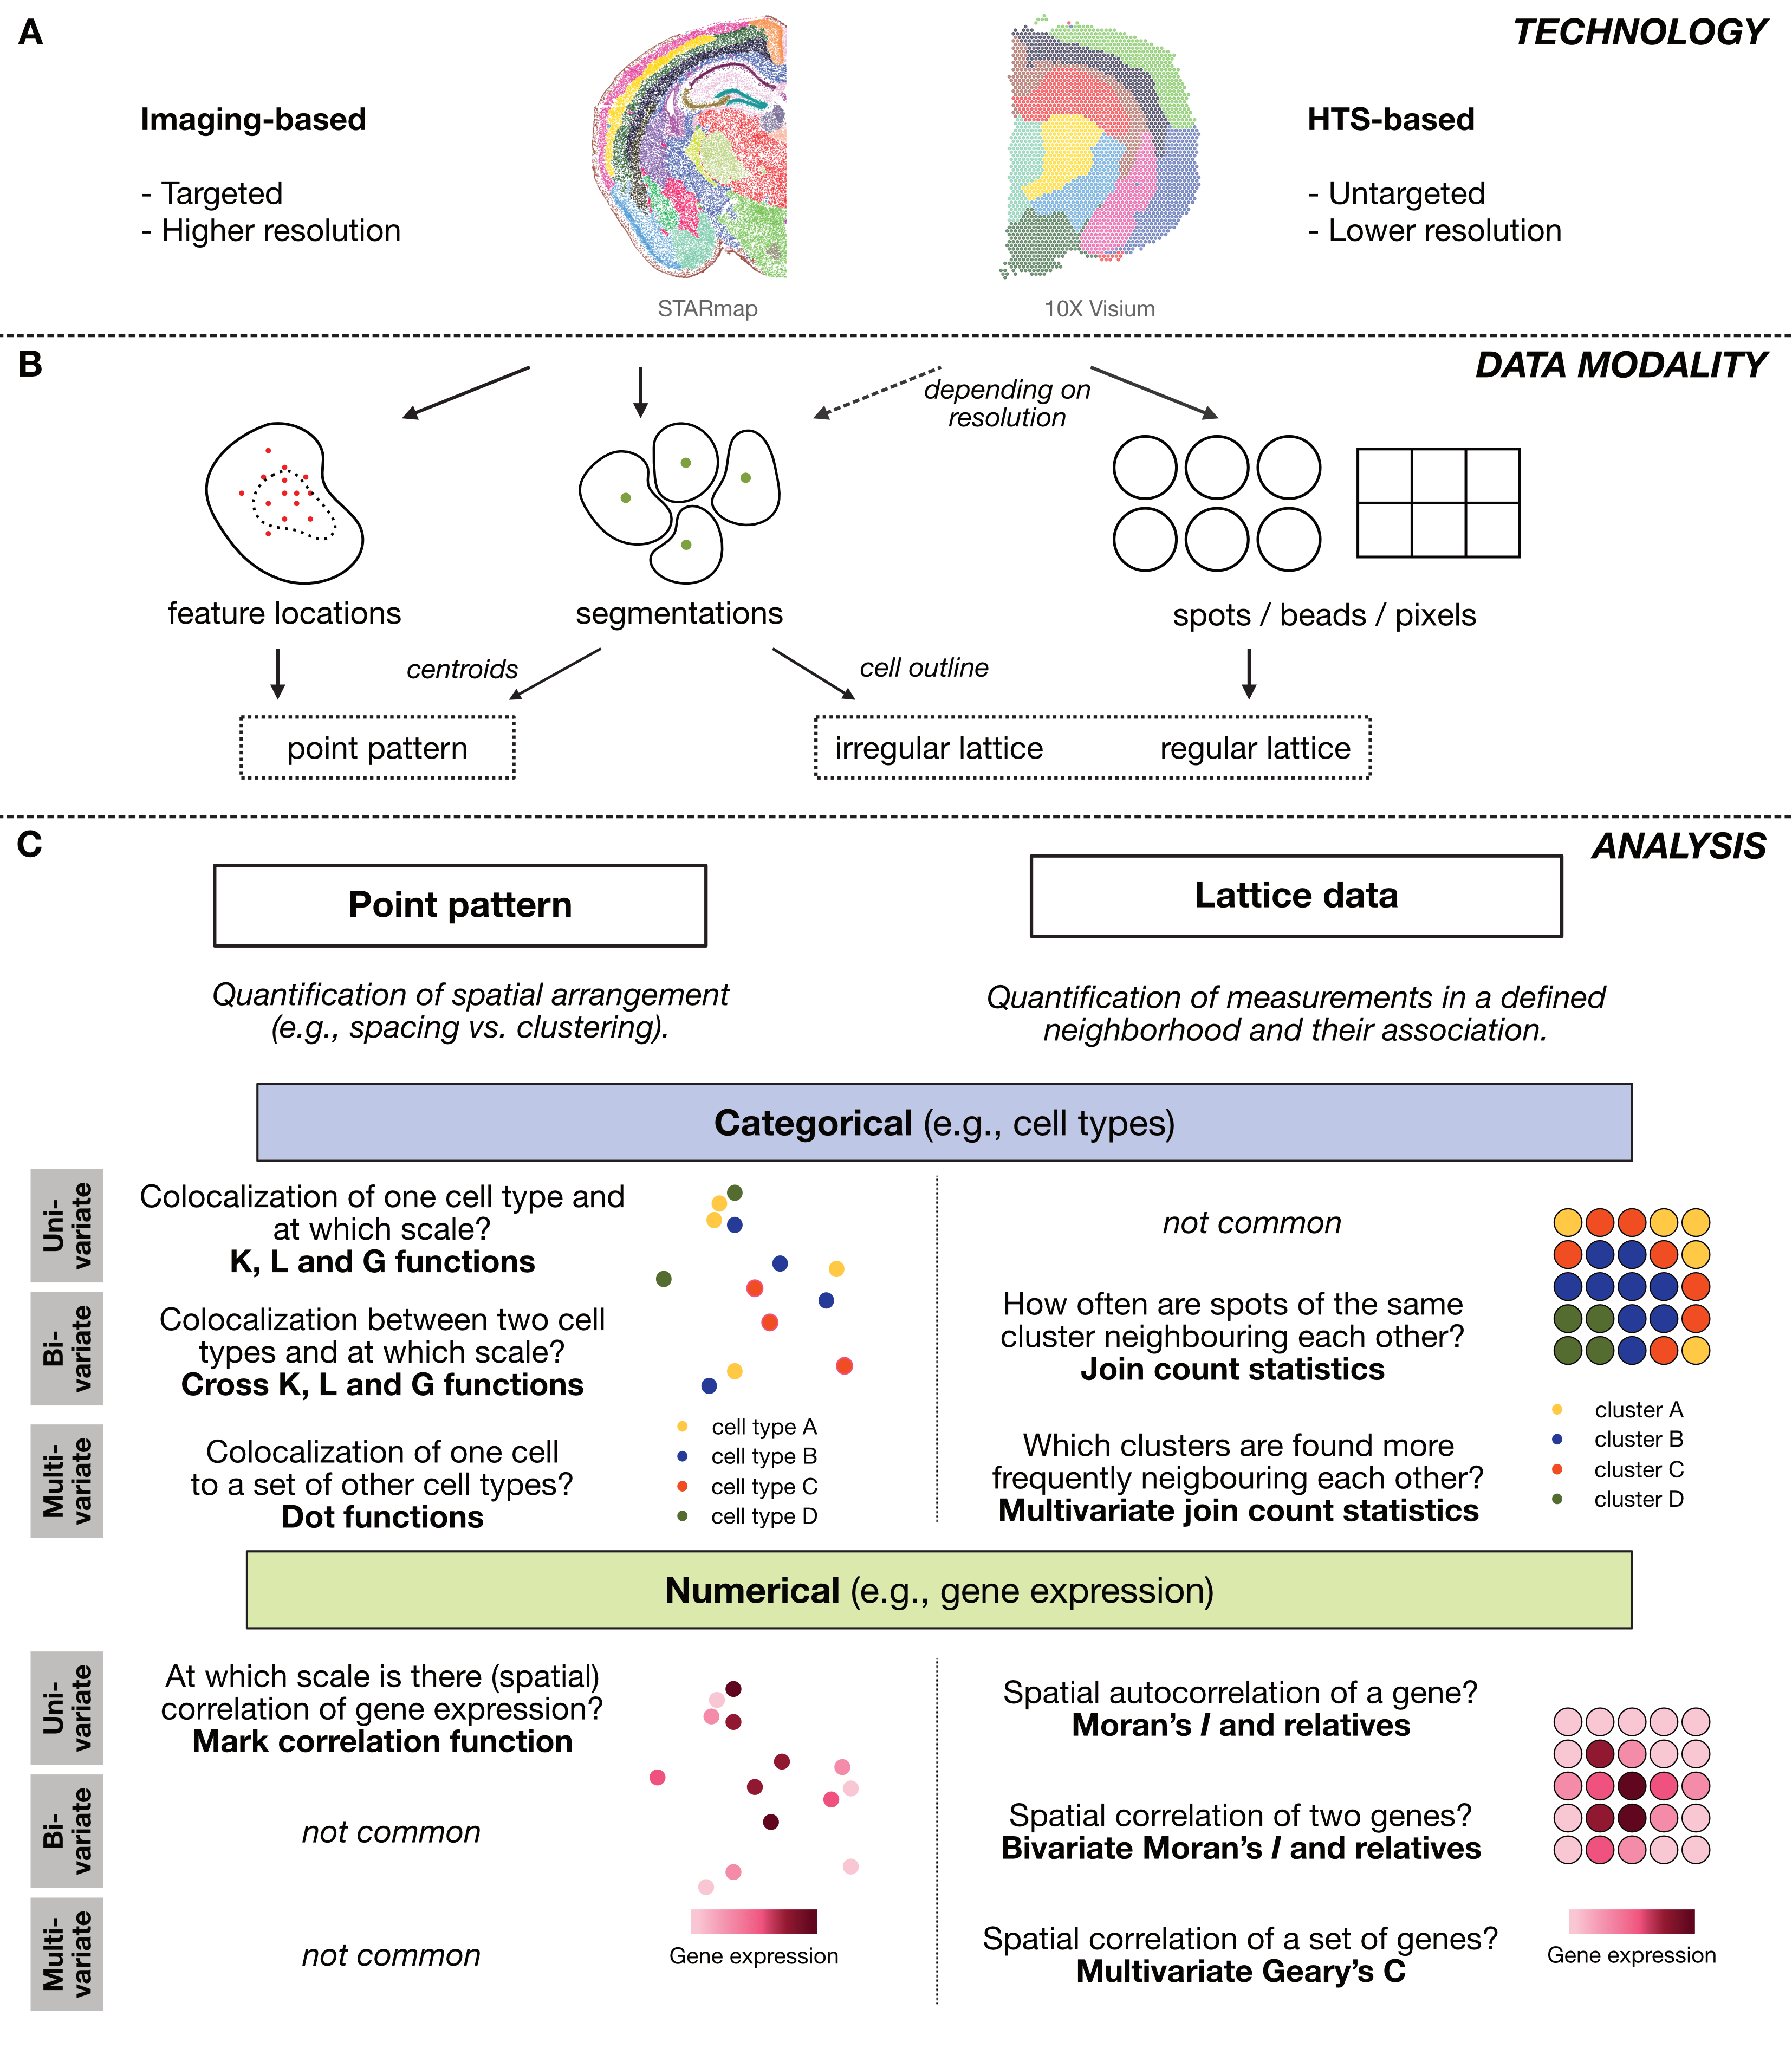 A
TECHNOLOGY
Imaging-based
- Targeted
- Higher resolution
STARmap
10X Visium
HTS-based
- Untargeted
- Lower resolution
B
DATA MODALITY
depending on
resolution
feature locations
segmentations
spots / beads / pixels
centroids
cell outline
point pattern
irregular lattice
regular lattice
C
ANALYSIS
Point pattern
Lattice data
Quantification of spatial arrangement
(e.g., spacing vs. clustering).
Quantification of measurements in a defined
neighborhood and their association.
Categorical (e.g., cell types)
Uni-
variate
Colocalization of one cell type and
at which scale?
K, L and G functions
not common
Bi-
variate
Colocalization between two cell
types and at which scale?
Cross K, L and G functions
How often are spots of the same
cluster neighbouring each other?
Join count statistics
Multi-
variate
Colocalization of one cell
to a set of other cell types?
Dot functions
cell type A
cell type B
cell type C
cell type D
Which clusters are found more
frequently neigbouring each other?
Multivariate join count statistics
cluster A
cluster B
cluster C
cluster D
Numerical (e.g., gene expression)
Uni-
variate
At which scale is there (spatial)
correlation of gene expression?
Mark correlation function
Spatial autocorrelation of a gene?
Moran's I and relatives
Bi-
variate
not common
Spatial correlation of two genes?
Bivariate Moran's I and relatives
Multi-
variate
not common
Gene expression
Spatial correlation of a set of genes?
Multivariate Geary's C
Gene expression